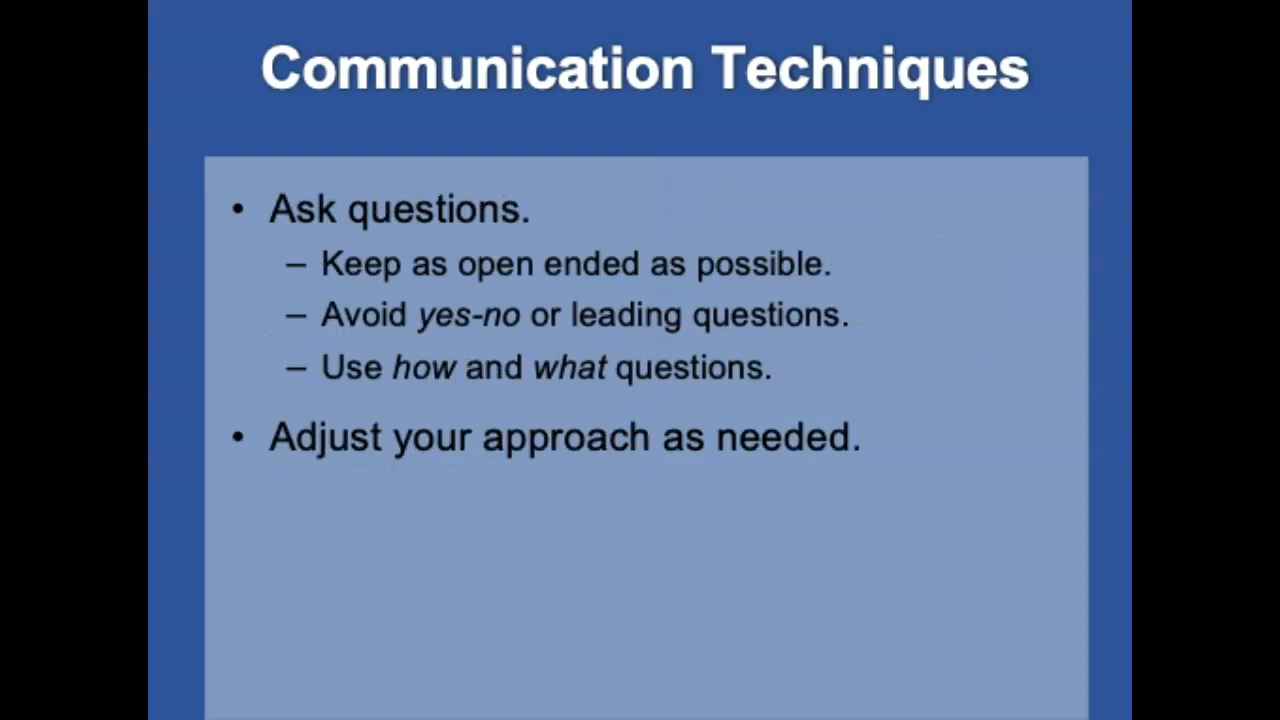 Communication Techniques
• Ask questions.
– Keep as open ended as possible.
– Avoid yes-no or leading questions.
– Use how and what questions.
• Adjust your approach as needed.